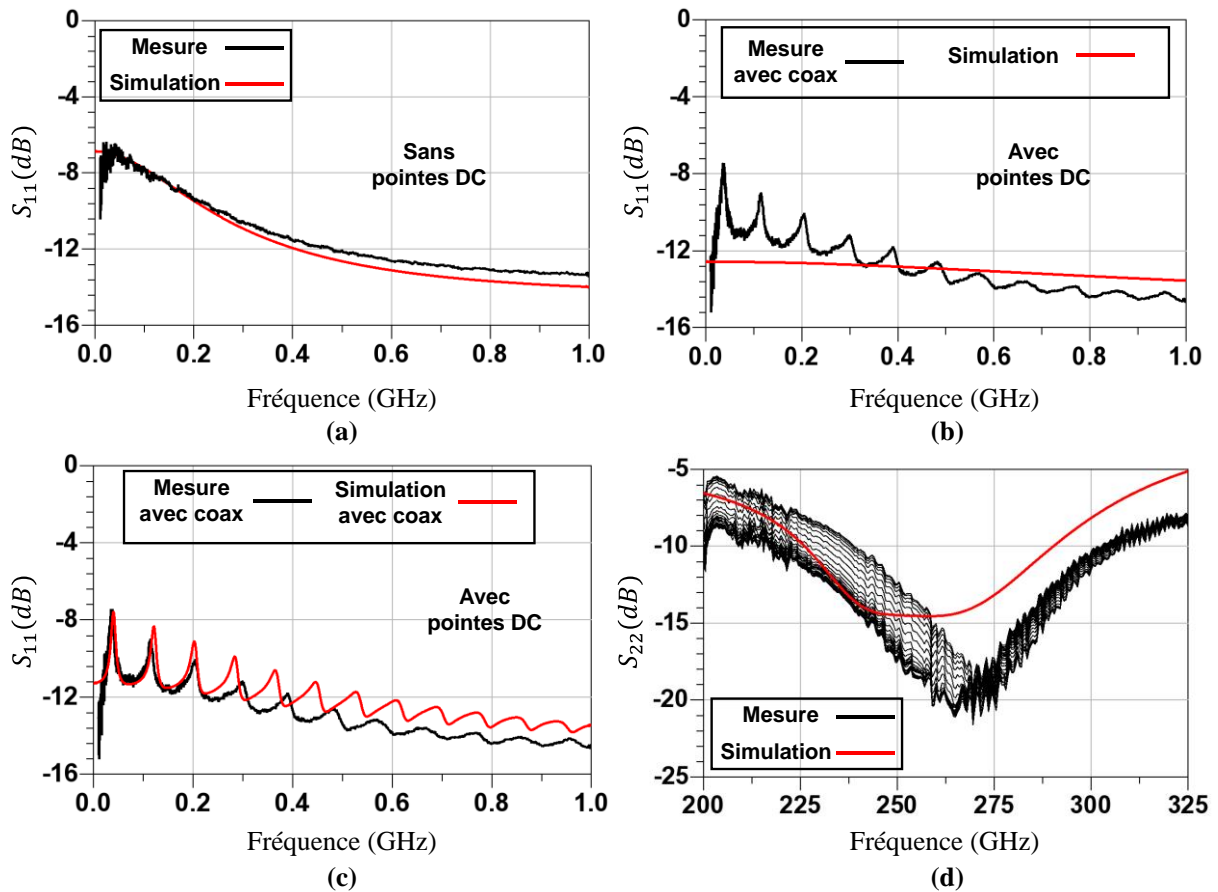 0
-4
-8
-12
-16
S11(dB)
Mesure
Simulation
Sans
pointes DC
0.0 0.2 0.4 0.6 0.8 1.0
Fréquence (GHz)
(a)
0
-4
-8
-12
-16
S11(dB)
Mesure
avec coax
Simulation
Avec
pointes DC
0.0 0.2 0.4 0.6 0.8 1.0
Fréquence (GHz)
(b)
0
-4
-8
-12
-16
S11(dB)
Mesure
avec coax
Simulation
avec coax
Avec
pointes DC
0.0 0.2 0.4 0.6 0.8 1.0
Fréquence (GHz)
(c)
-5
-10
-15
-20
-25
S22(dB)
Mesure
Simulation
200 225 250 275 300 325
Fréquence (GHz)
(d)